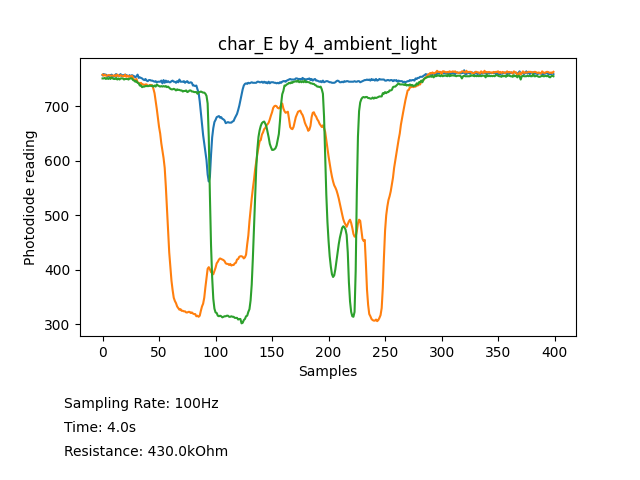 char_E by 4_ambient_light
Photodiode reading
700
600
500
400
300
0 50 100 150 200 250 300 350 400
Samples
Sampling Rate: 100Hz
Time: 4.0s
Resistance: 430.0kOhm